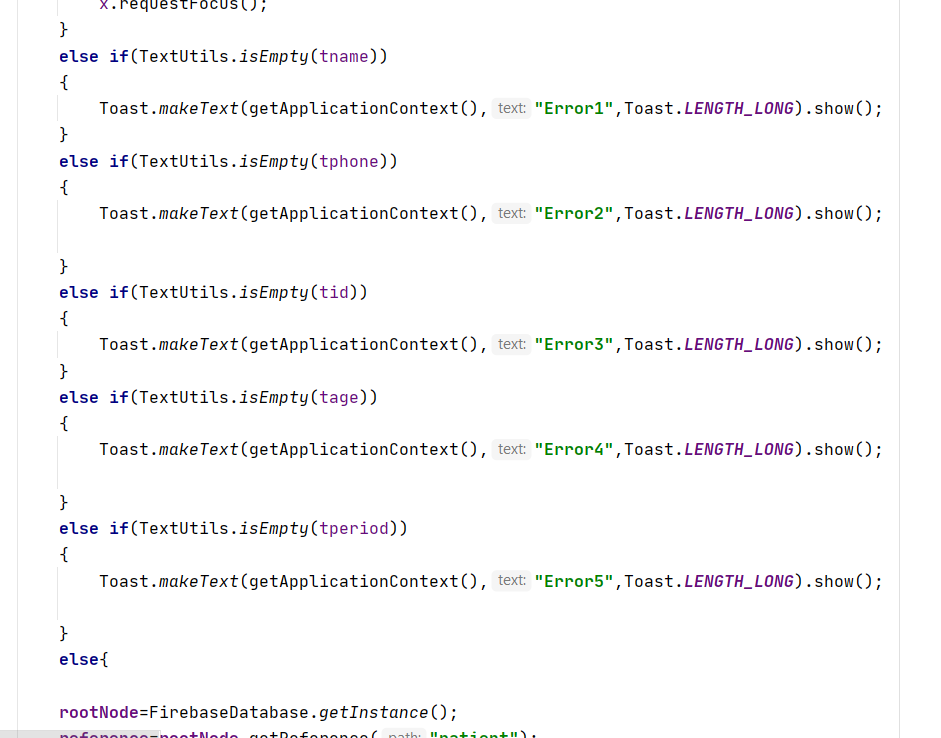 x.requestFocus();
}
else if(TextUtils.isEmpty(tname))
{
Toast.makeText(getApplicationContext(), text: "Error1",Toast.LENGTH_LONG).show();
}
else if(TextUtils.isEmpty(tphone))
{
Toast.makeText(getApplicationContext(), text: "Error2",Toast.LENGTH_LONG).show();
}
else if(TextUtils.isEmpty(tid))
{
Toast.makeText(getApplicationContext(), text: "Error3",Toast.LENGTH_LONG).show();
}
else if(TextUtils.isEmpty(tage))
{
Toast.makeText(getApplicationContext(), text: "Error4",Toast.LENGTH_LONG).show();
}
else if(TextUtils.isEmpty(tperiod))
{
Toast.makeText(getApplicationContext(), text: "Error5",Toast.LENGTH_LONG).show();
}
else{
rootNode=FirebaseDatabase.getInstance();
reference=rootNode.getReference( path: "patient");